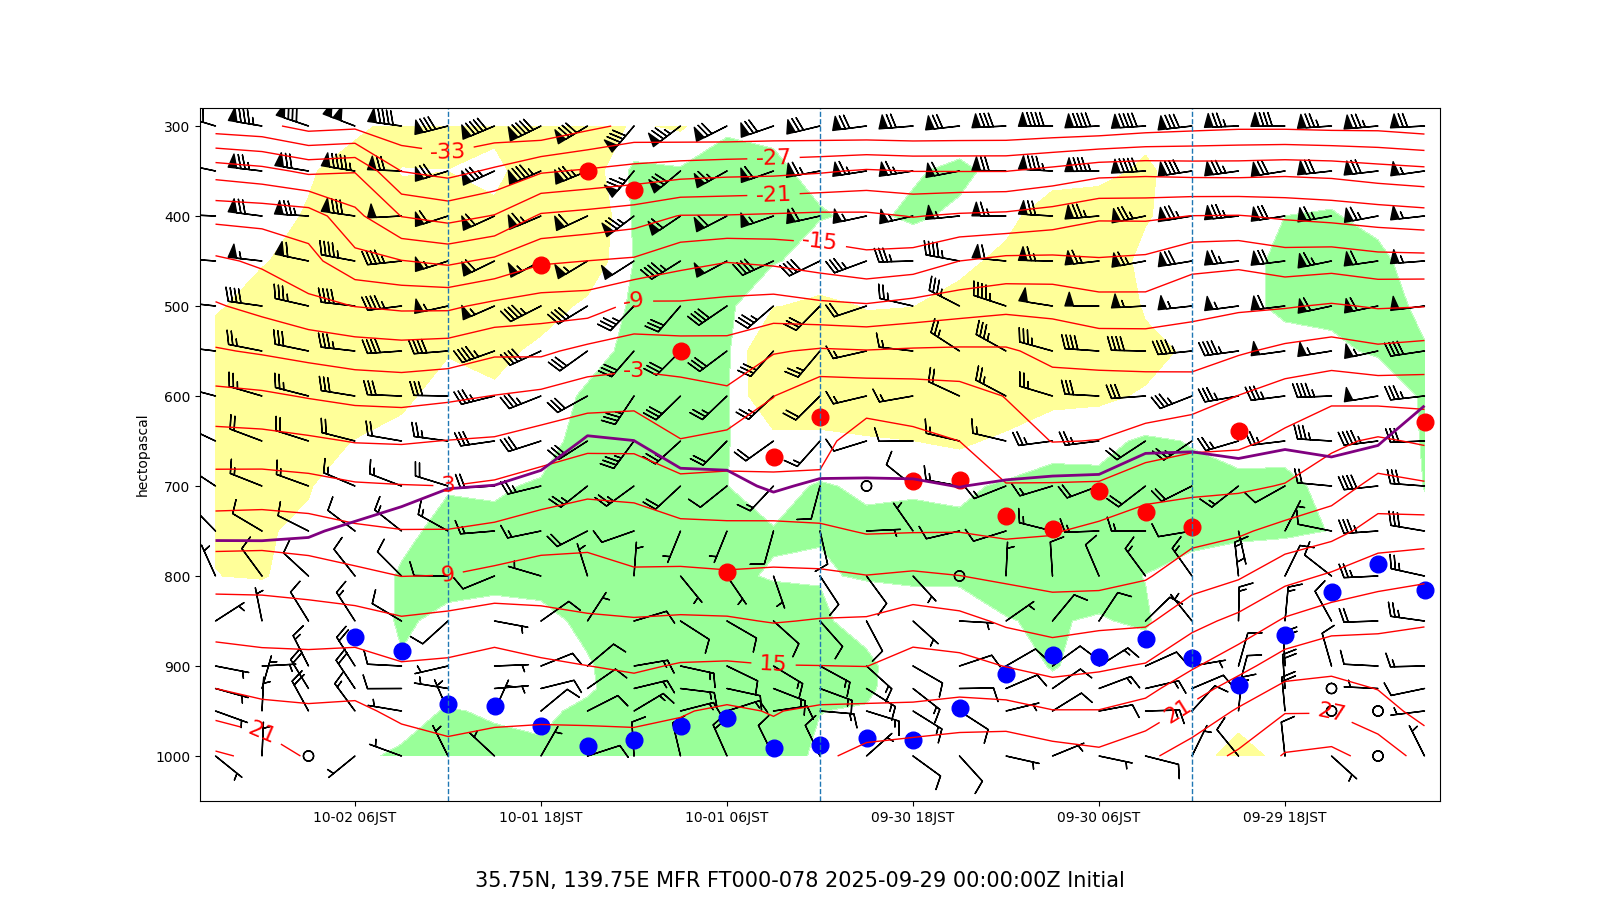 300
400
500
600
700
800
900
1000
hectopascal
-33
-27
-21
-15
-9
-3
3
9
15
21
21
27
10-02 06JST
10-01 18JST
10-01 06JST
09-30 18JST
09-30 06JST
09-29 18JST
35.75N, 139.75E MFR FT000-078 2025-09-29 00:00:00Z Initial